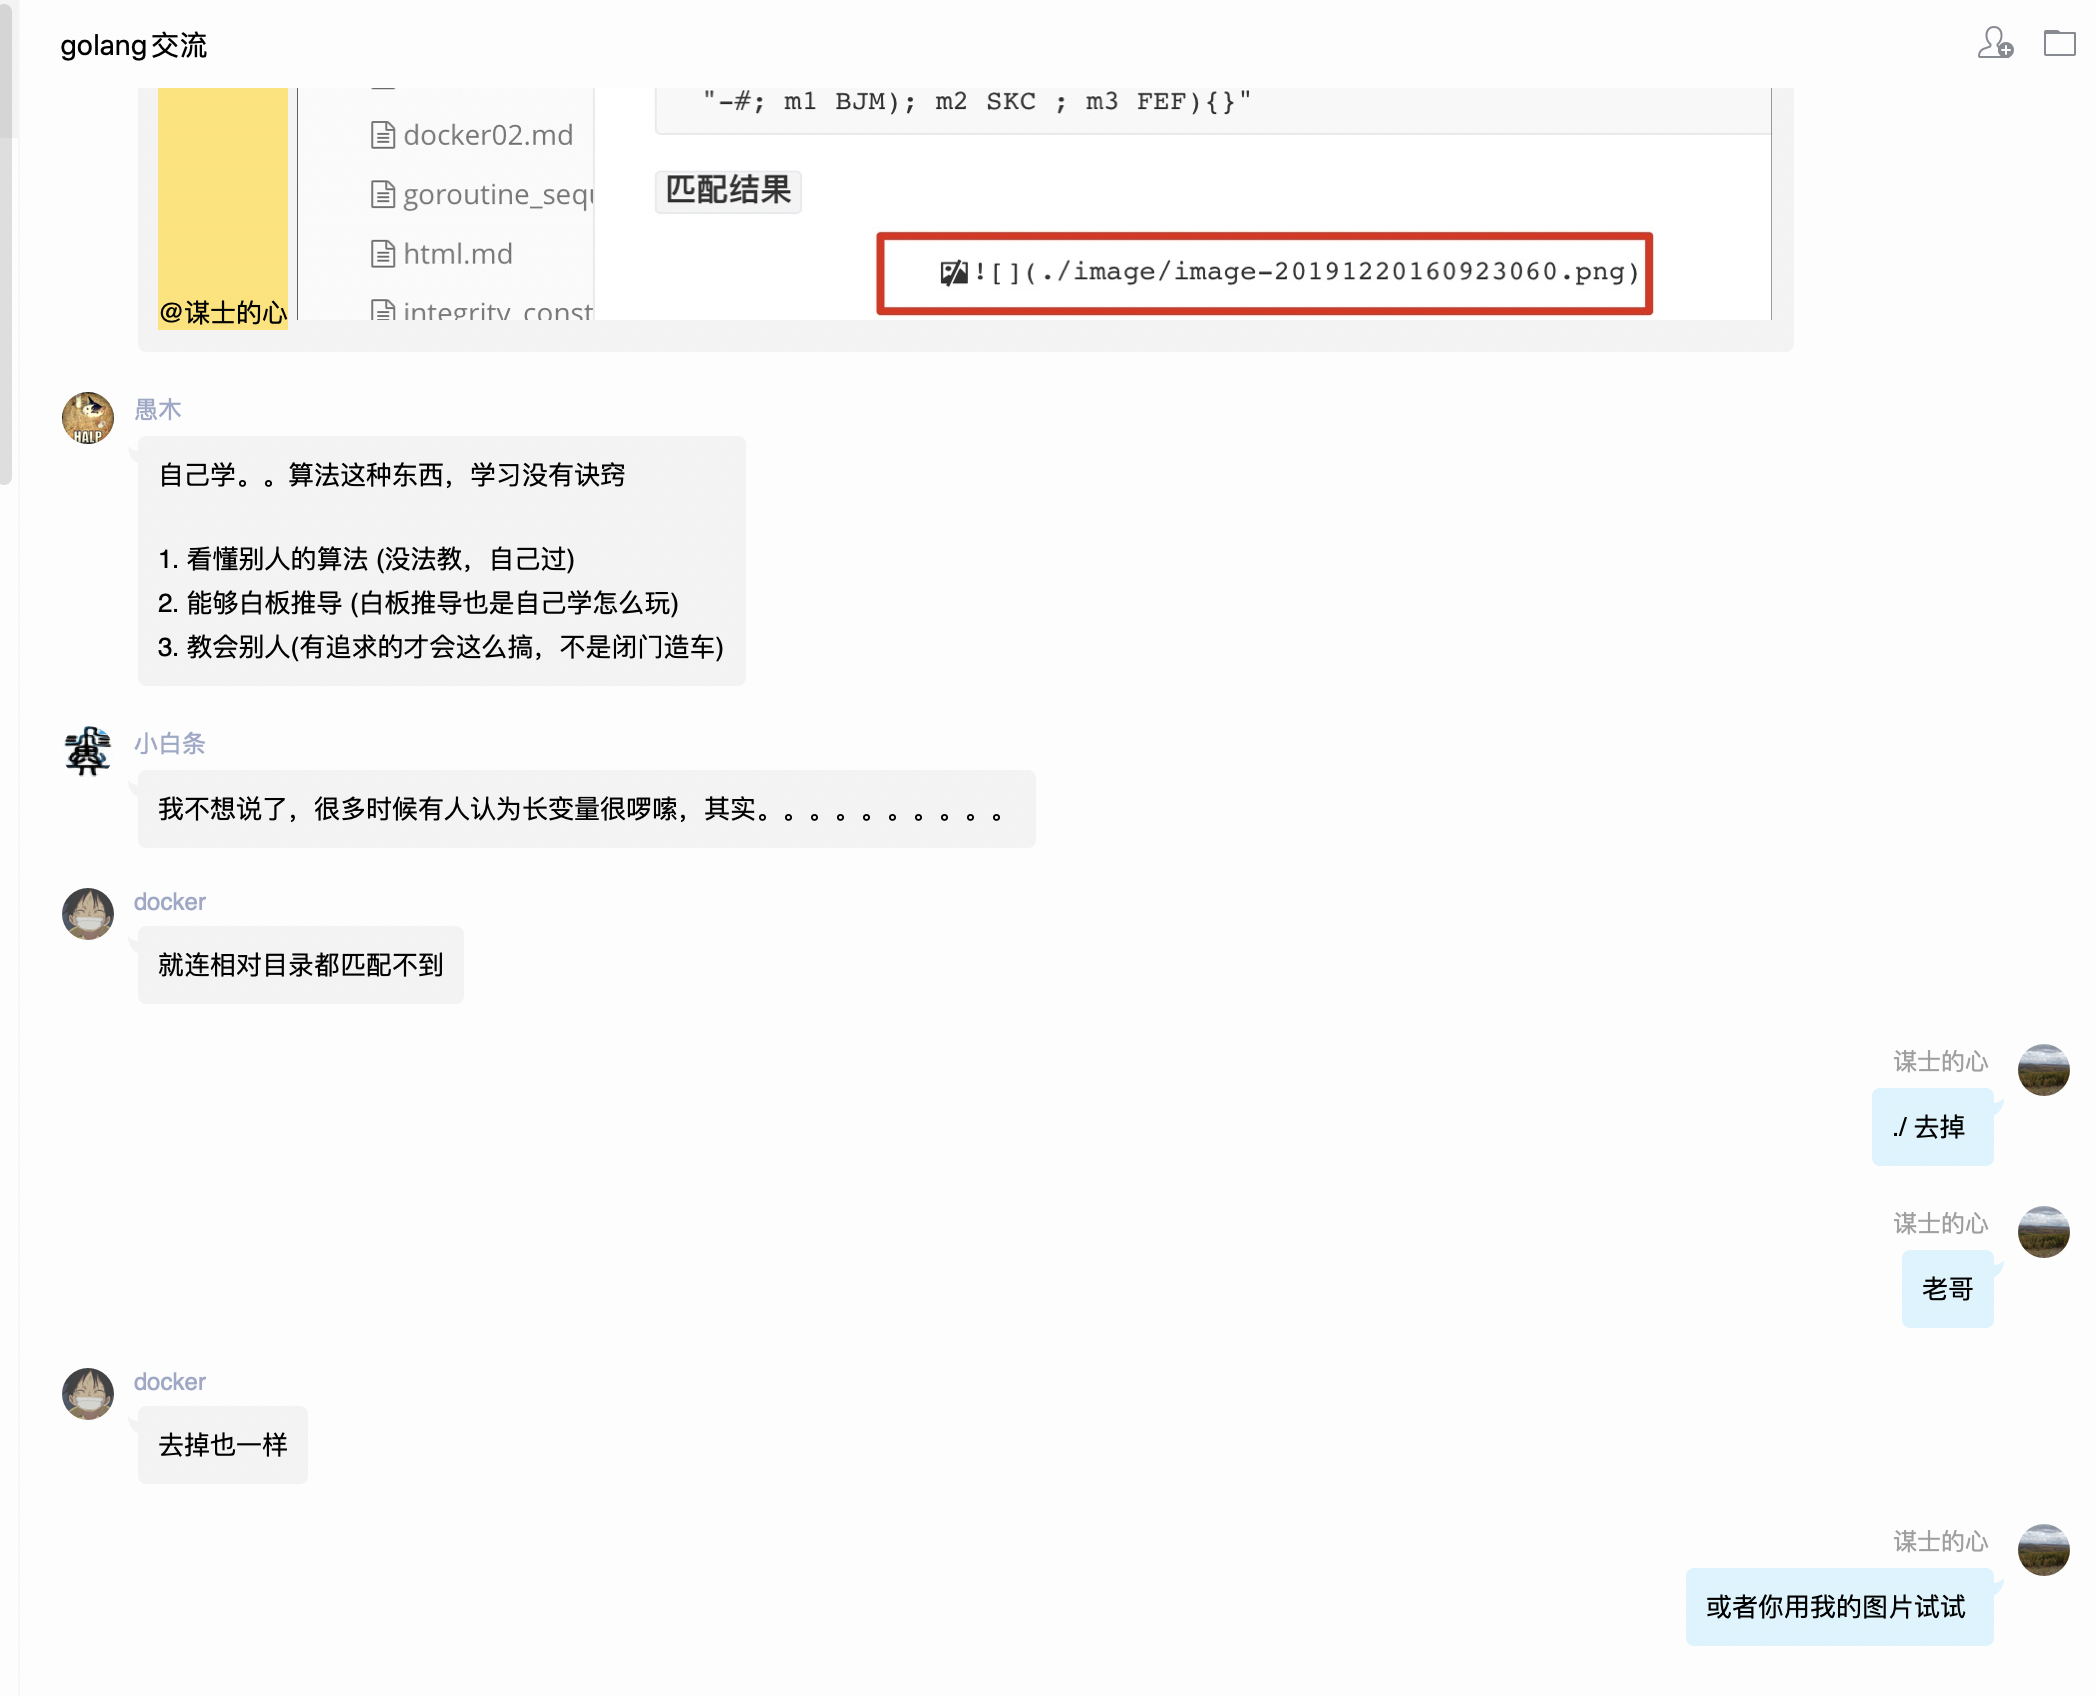 golang交流
"-#; m1 BJM); m2 SKC ; m3 FEF){}"
docker02.md
匹配结果
goroutine_sequ
html.md
![](./image/image-20191220160923060.png)
@谋士的心
integrity_const
愚木
HALP
自己学。。算法这种东西，学习没有诀窍
1. 看懂别人的算法 (没法教，自己过)
2. 能够白板推导 (白板推导也是自己学怎么玩)
3. 教会别人(有追求的才会这么搞，不是闭门造车)
小白条
我不想说了，很多时候有人认为长变量很啰嗦，其实。。。。。。。。。。
docker
就连相对目录都匹配不到
谋士的心
./ 去掉
谋士的心
老哥
docker
去掉也一样
谋士的心
或者你用我的图片试试